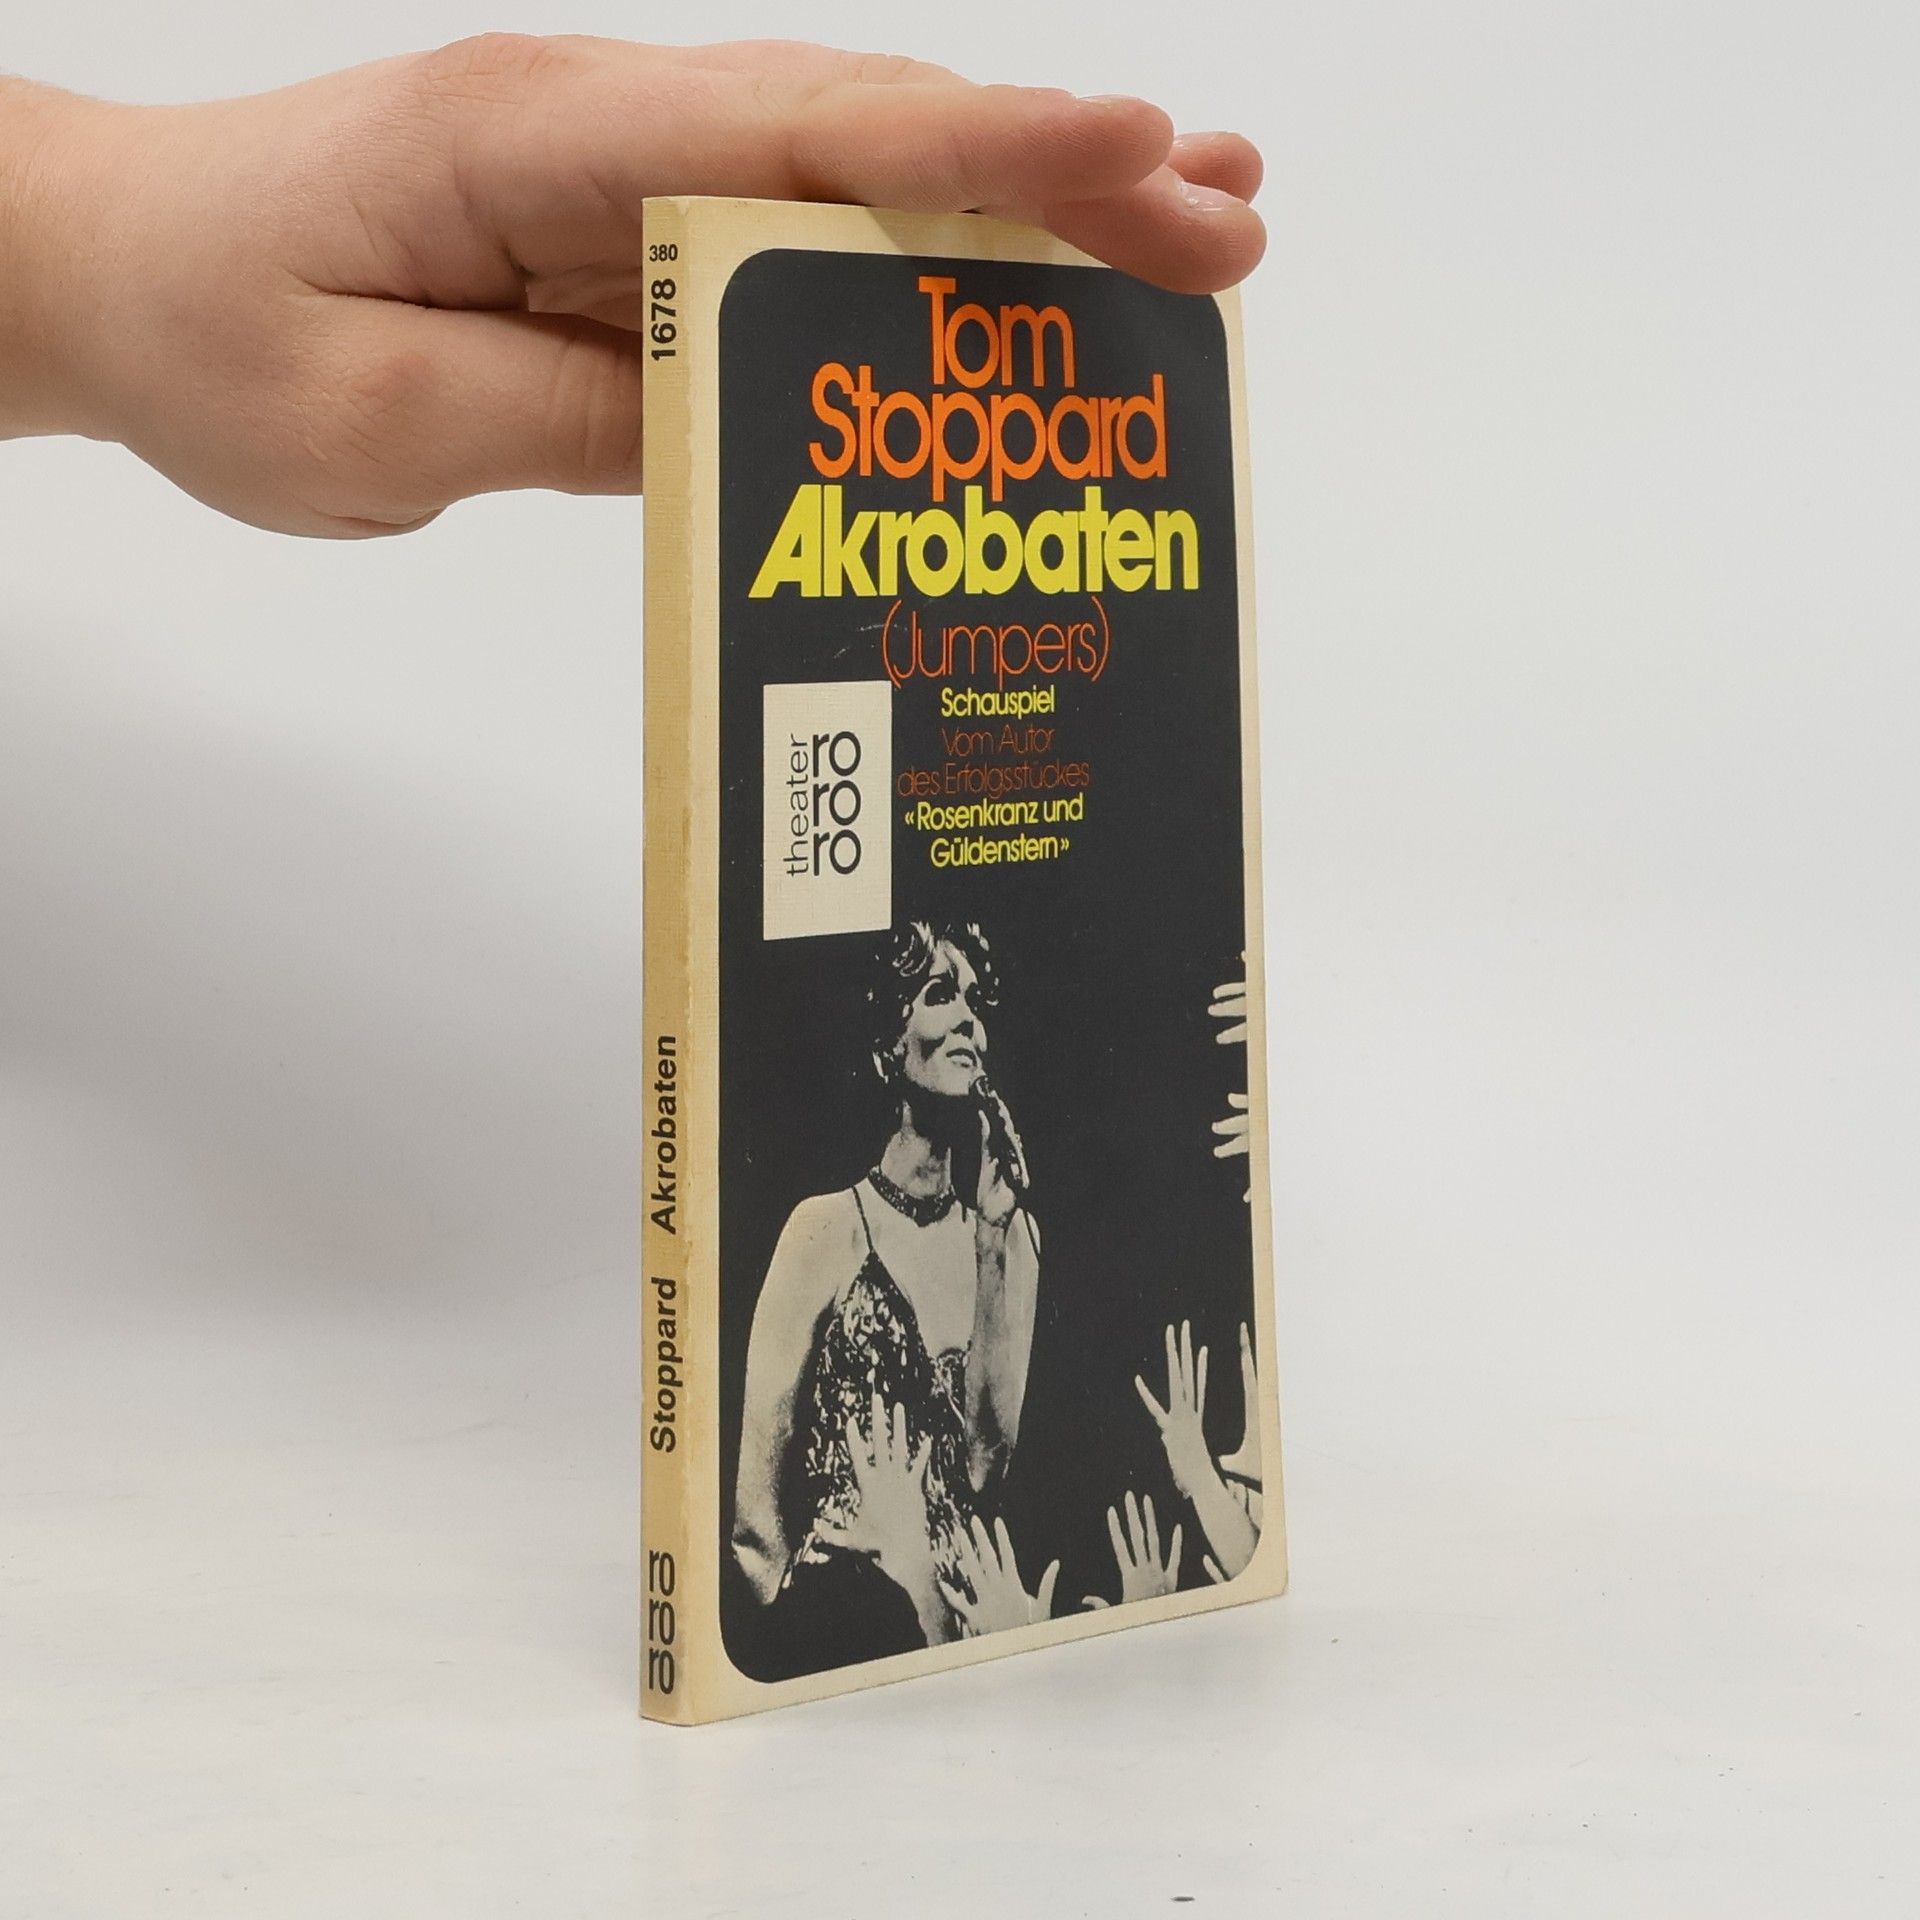 380
1678
Stoppard Akrobaten
ro
ro
ro
Tom
Stoppard
Akrobaten
(Jumpers)
Schauspiel
Vom Autor
des Erfolgsstückes
«Rosenkranz und
Güldenstern»
theater
ro
ro
ro